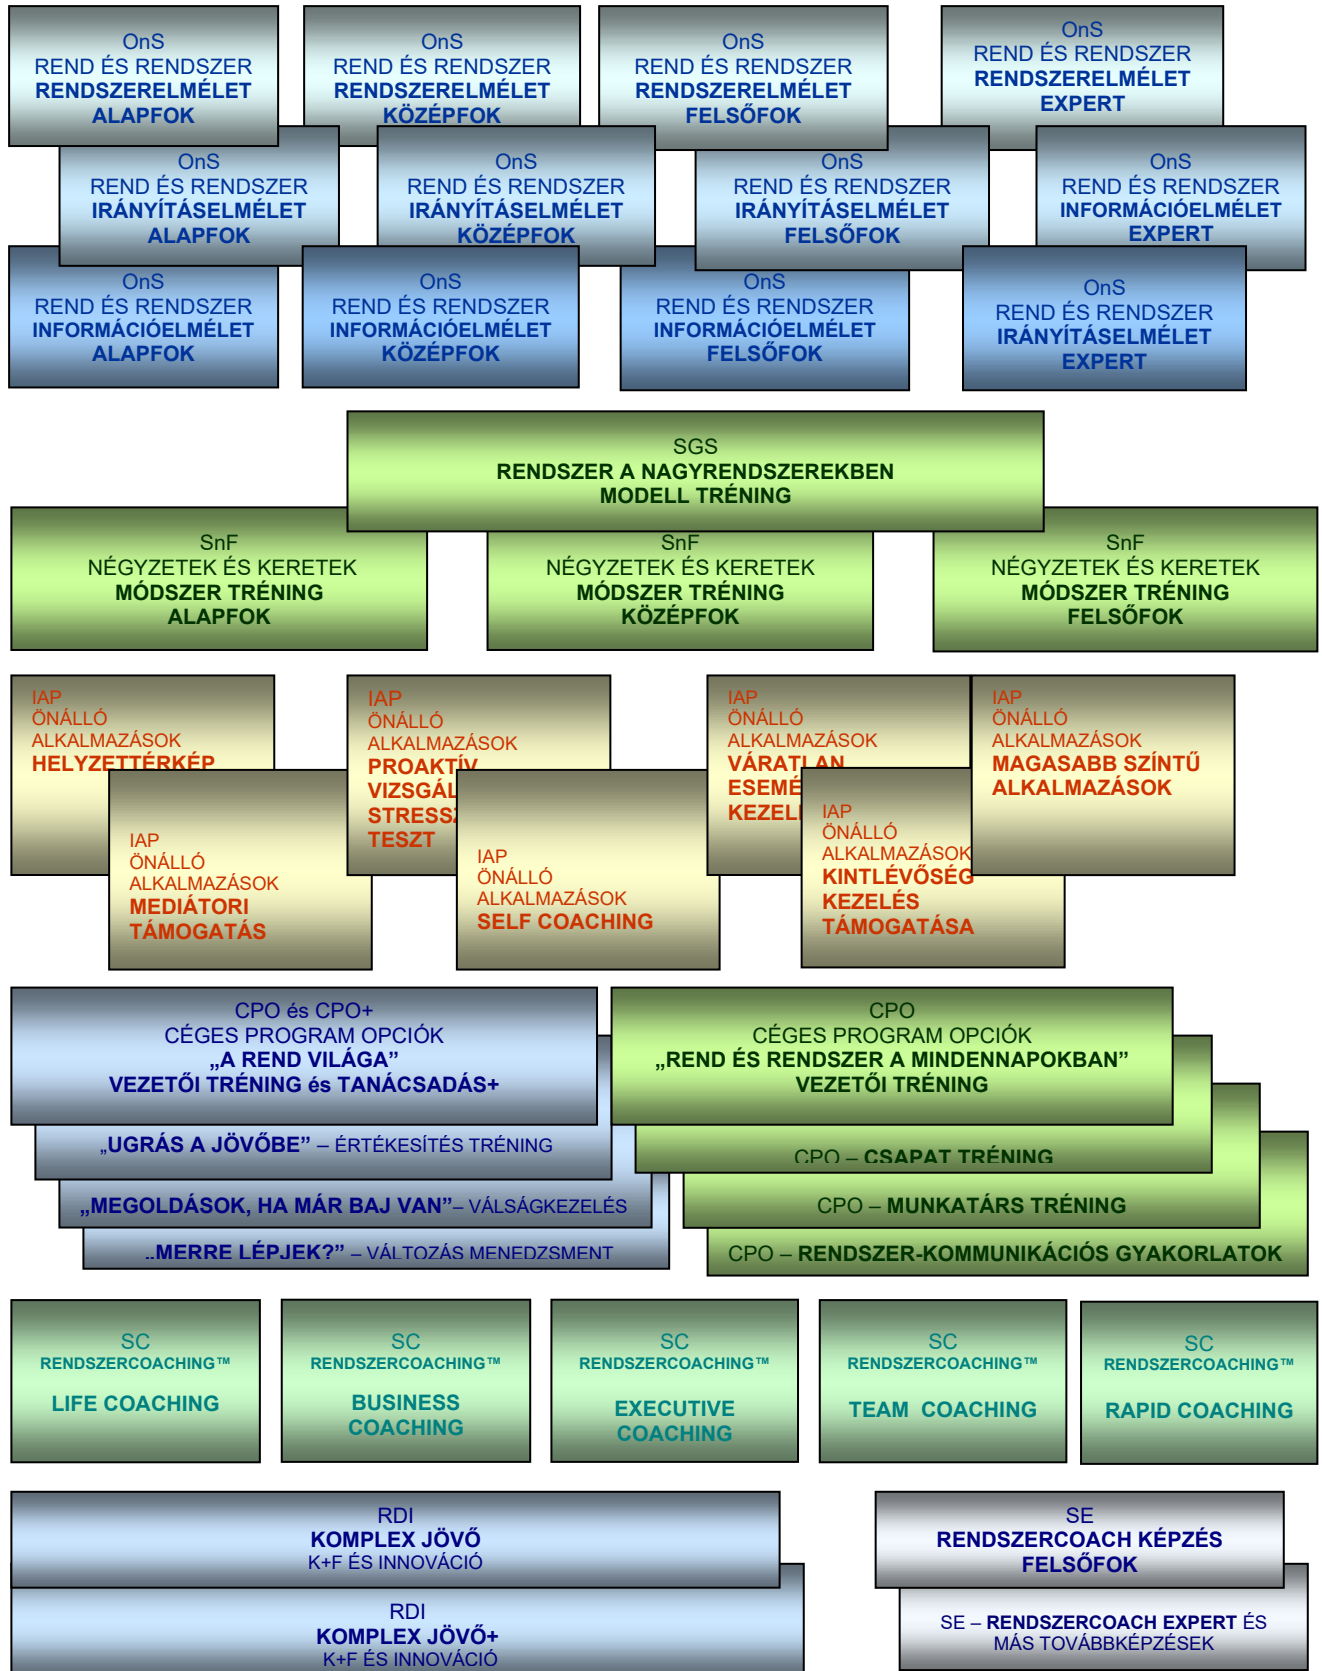 OnS
REND ÉS RENDSZER
RENDSZERELMÉLET
ALAPFOK
OnS
REND ÉS RENDSZER
RENDSZERELMÉLET
KÖZÉPFOK
OnS
REND ÉS RENDSZER
RENDSZERELMÉLET
FELSŐFOK
OnS
REND ÉS RENDSZER
RENDSZERELMÉLET
EXPERT
OnS
REND ÉS RENDSZER
IRÁNYÍTÁSELMÉLET
ALAPFOK
OnS
REND ÉS RENDSZER
IRÁNYÍTÁSELMÉLET
KÖZÉPFOK
OnS
REND ÉS RENDSZER
IRÁNYÍTÁSELMÉLET
FELSŐFOK
OnS
REND ÉS RENDSZER
INFORMÁCIÓELMÉLET
EXPERT
OnS
REND ÉS RENDSZER
INFORMÁCIÓELMÉLET
ALAPFOK
OnS
REND ÉS RENDSZER
INFORMÁCIÓELMÉLET
KÖZÉPFOK
OnS
REND ÉS RENDSZER
INFORMÁCIÓELMÉLET
FELSŐFOK
OnS
REND ÉS RENDSZER
IRÁNYÍTÁSELMÉLET
EXPERT
SGS
RENDSZER A NAGYRENDSZEREKBEN
MODELL TRÉNING
SnF
NÉGYZETEK ÉS KERETEK
MÓDSZER TRÉNING
ALAPFOK
SnF
NÉGYZETEK ÉS KERETEK
MÓDSZER TRÉNING
KÖZÉPFOK
SnF
NÉGYZETEK ÉS KERETEK
MÓDSZER TRÉNING
FELSŐFOK
IAP
ÖNÁLLÓ
ALKALMAZÁSOK
HELYZETTÉRKÉP
IAP
ÖNÁLLÓ
ALKALMAZÁSOK
MEDIÁTORI
TÁMOGATÁS
IAP
ÖNÁLLÓ
ALKALMAZÁSOK
PROAKTÍV
TESZT
IAP
ÖNÁLLÓ
ALKALMAZÁSOK
SELF COACHING
IAP
ÖNÁLLÓ
ALKALMAZÁSOK
VÁRATLAN
IAP
ÖNÁLLÓ
ALKALMAZÁSOK
KINTLÉVŐSÉG
KEZELÉS
TÁMOGATÁSA
IAP
ÖNÁLLÓ
ALKALMAZÁSOK
MAGASABB SZÍNTŰ
ALKALMAZÁSOK
CPO és CPO+
CÉGES PROGRAM OPCIÓK
„A REND VILÁGA”
VEZETŐI TRÉNING és TANÁCSADÁS+
„UGRÁS A JÖVŐBE” – ÉRTÉKESÍTÉS TRÉNING
„MEGOLDÁSOK, HA MÁR BAJ VAN”– VÁLSÁGKEZELÉS
„MERRE LÉPJEK?” – VÁLTOZÁS MENEDZSMENT
CPO
CÉGES PROGRAM OPCIÓK
„REND ÉS RENDSZER A MINDENNAPOKBAN”
VEZETŐI TRÉNING
CPO – CSAPAT TRÉNING
CPO – MUNKATÁRS TRÉNING
CPO – RENDSZER-KOMMUNIKÁCIÓS GYAKORLATOK
SC
RENDSZERCOACHING™
LIFE COACHING
SC
RENDSZERCOACHING™
BUSINESS
COACHING
SC
RENDSZERCOACHING™
EXECUTIVE
COACHING
SC
RENDSZERCOACHING™
TEAM  COACHING
SC
RENDSZERCOACHING™
RAPID COACHING
RDI
KOMPLEX JÖVŐ
K+F ÉS INNOVÁCIÓ
RDI
KOMPLEX JÖVŐ+
K+F ÉS INNOVÁCIÓ
SE
RENDSZERCOACH KÉPZÉS
FELSŐFOK
SE – RENDSZERCOACH EXPERT ÉS
MÁS TOVÁBBKÉPZÉSEK